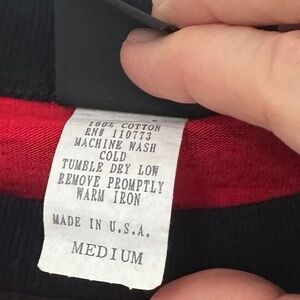 100% COTTON
RN# 110773
MACHINE WASH
COLD
TUMBLE DRY LOW
REMOVE PROMPTLY
WARM IRON
MADE IN U.S.A.
MEDIUM